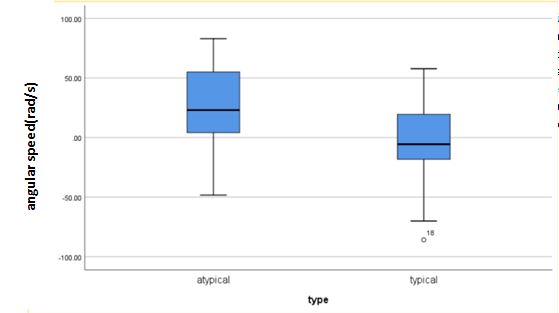 100.00
50.00
.00
-50.00
-100.00
angular speed(rad/s)
18
atypical
typical
type